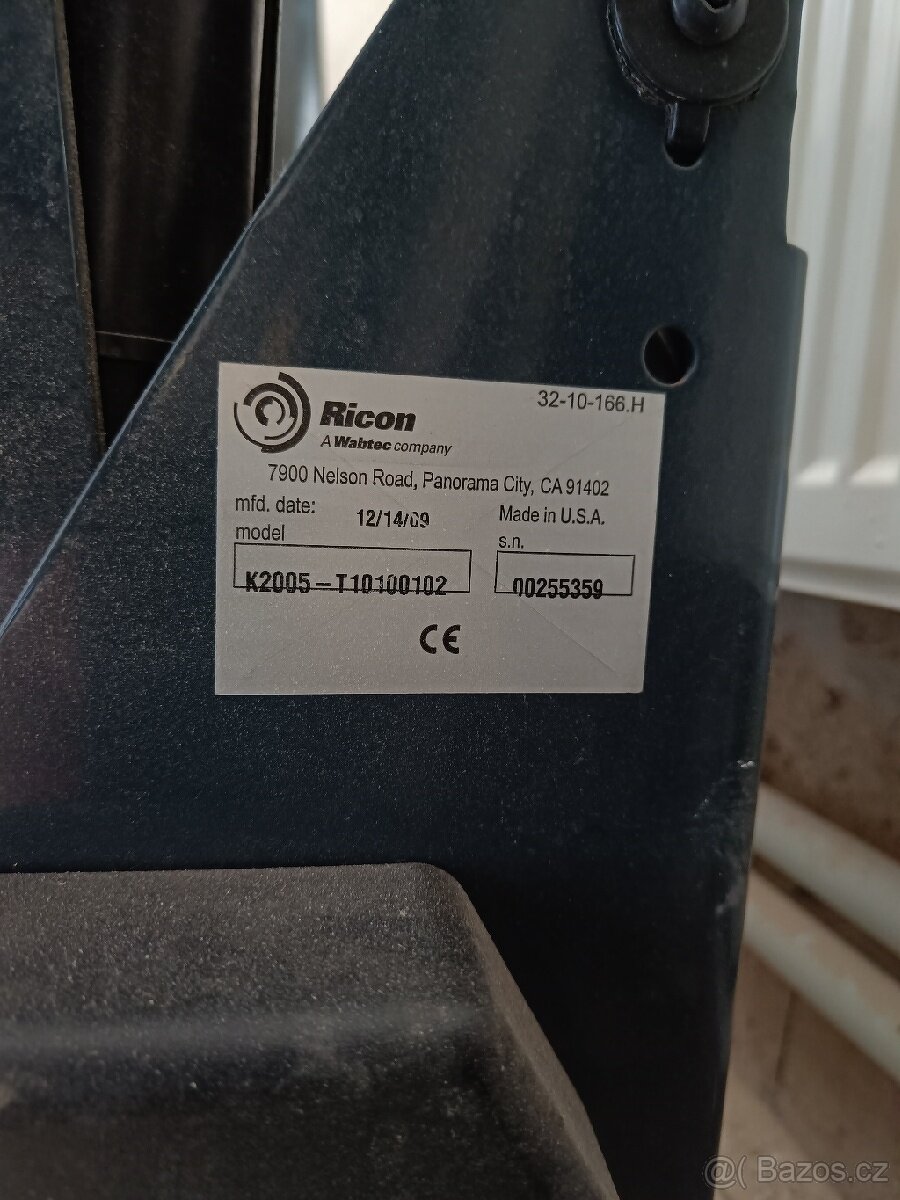 Ricon
A Wabtec company
32-10-166.H
7900 Nelson Road, Panorama City, CA 91402
mfd. date: 12/14/09
Made in U.S.A.
model
s.n.
K2005-T10100102
00255359
CE
@( Bazos.cz